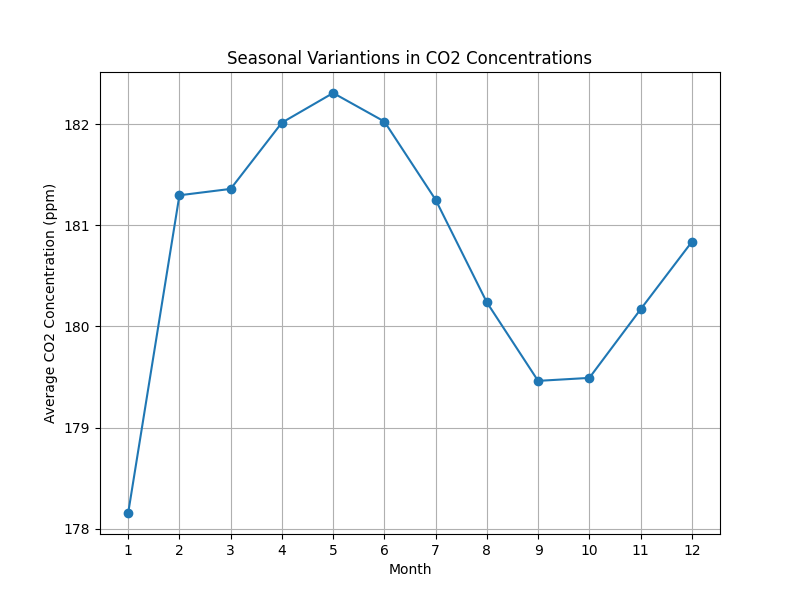 Seasonal Variantions in CO2 Concentrations
Average CO2 Concentration (ppm)
182
181
180
179
178
1 2 3 4 5 6 7 8 9 10 11 12
Month